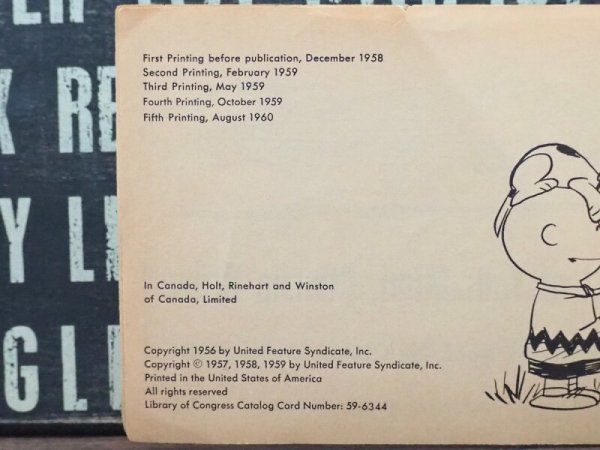 K RE
Y LI
GLU
First Printing before publication, December 1958
Second Printing, February 1959
Third Printing, May 1959
Fourth Printing, October 1959
Fifth Printing, August 1960
In Canada, Holt, Rinehart and Winston
of Canada, Limited
Copyright 1956 by United Feature Syndicate, Inc.
Copyright © 1957, 1958, 1959 by United Feature Syndicate, Inc.
Printed in the United States of America
All rights reserved
Library of Congress Catalog Card Number: 59-6344